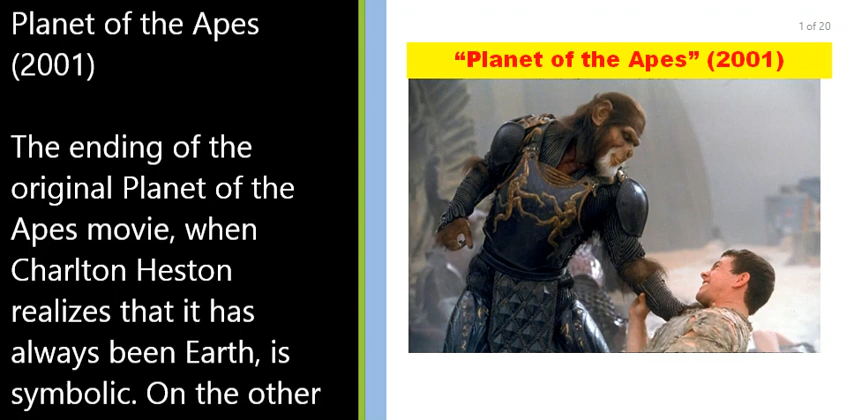 Planet of the Apes
(2001)
The ending of the
original Planet of the
Apes movie, when
Charlton Heston
realizes that it has
always been Earth, is
symbolic. On the other
1 of 20
“Planet of the Apes” (2001)